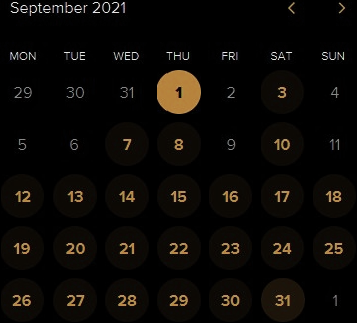 September 2021
MON TUE WED THU FRI SAT SUN
29 30 31 1 2 3 4
5 6 7 8 9 10 11
12 13 14 15 16 17 18
19 20 21 22 23 24 25
26 27 28 29 30 31 1